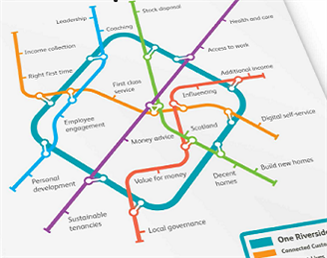 Stock disposal
Leadership
Coaching
Health and care
Income collection
Access to work
Right first time
First class
service
Additional income
Influencing
Employee
engagement
Scotland
Digital self-service
Money advice
Personal
development
Value for money
Decent
homes
Build new homes
Sustainable
tenancies
Local governance
One Riverside
Connected Custo